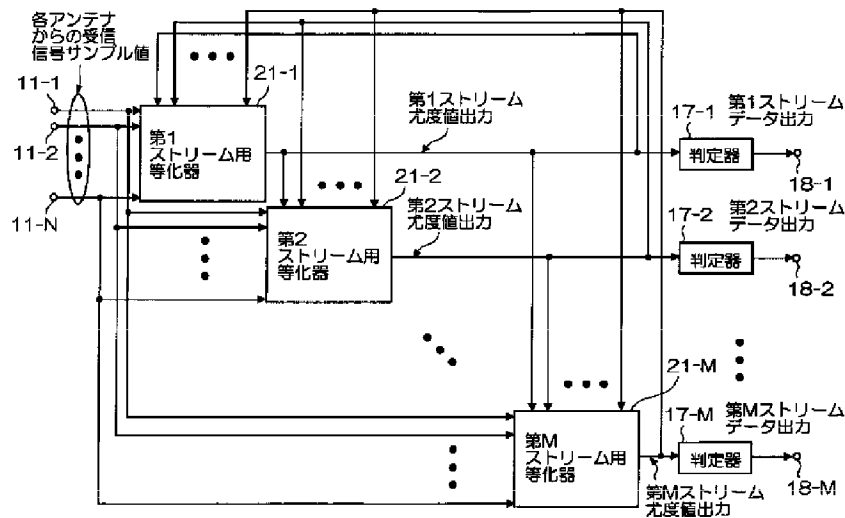 各アンテナ
からの受信
信号サンプル値
11-1
11-2
11-N
21-1
第1
ストリーム用
等化器
第1ストリーム
尤度値出力
17-1
第1ストリーム
データ出力
判定器
18-1
21-2
第2
ストリーム用
等化器
第2ストリーム
尤度値出力
17-2
第2ストリーム
データ出力
判定器
18-2
21-M
第M
ストリーム用
等化器
第Mストリーム
尤度値出力
17-M
第Mストリーム
データ出力
判定器
18-M